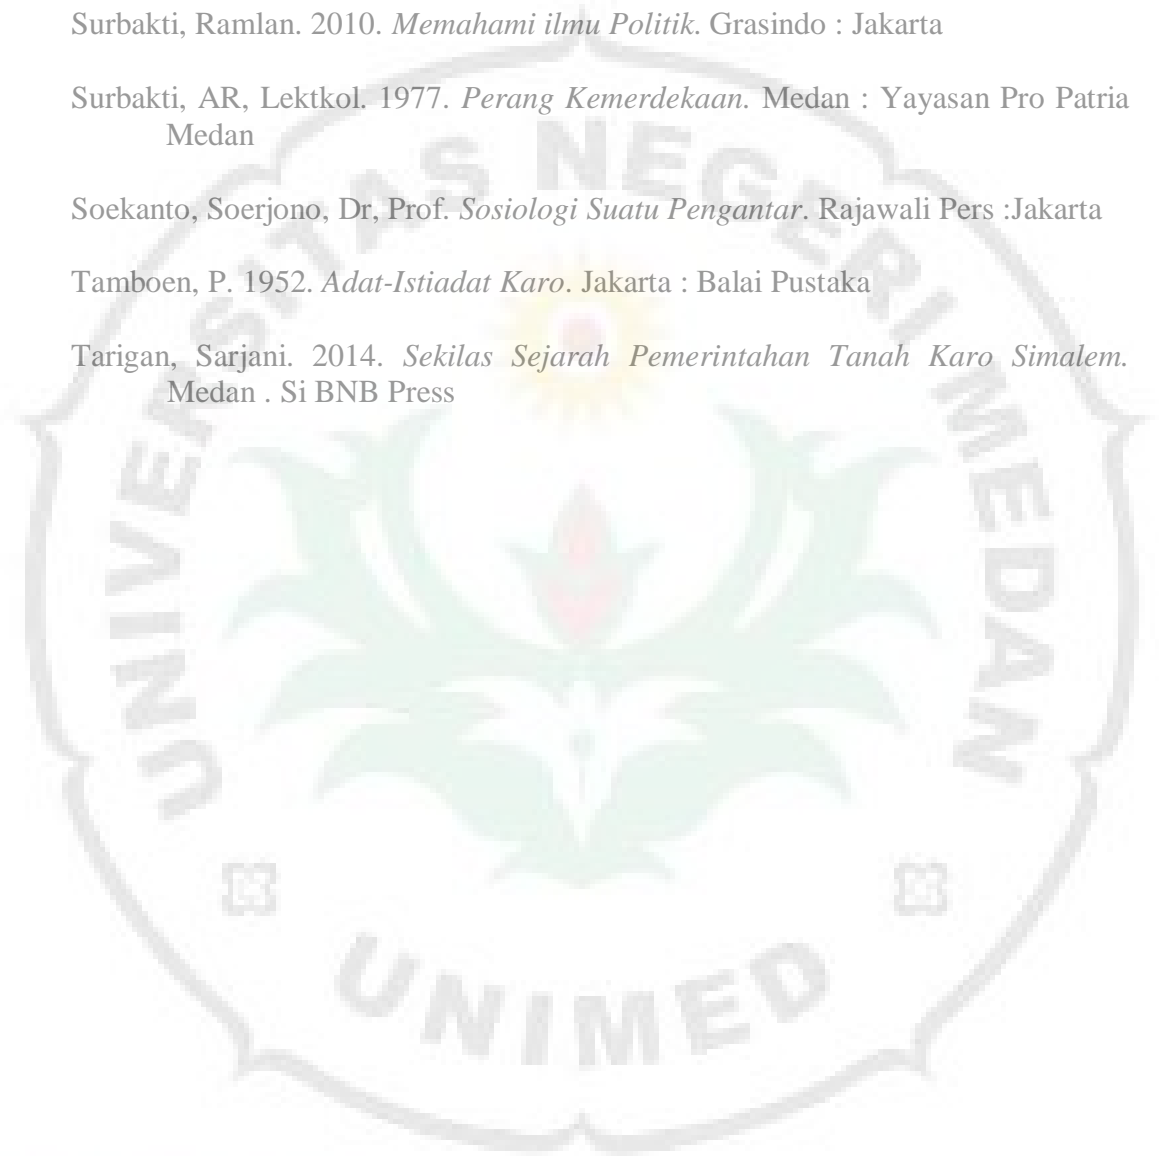 Surbakti, Ramlan. 2010. Memahami ilmu Politik. Grasindo : Jakarta
Surbakti, AR, Lektkol. 1977. Perang Kemerdekaan. Medan : Yayasan Pro Patria
Medan
Soekanto, Soerjono, Dr, Prof. Sosiologi Suatu Pengantar. Rajawali Pers :Jakarta
Tamboen, P. 1952. Adat-Istiadat Karo. Jakarta : Balai Pustaka
Tarigan, Sarjani. 2014. Sekilas Sejarah Pemerintahan Tanah Karo Simalem.
Medan . Si BNB Press
UNIVERSITAS NEGERI MEDAN
UNIMED